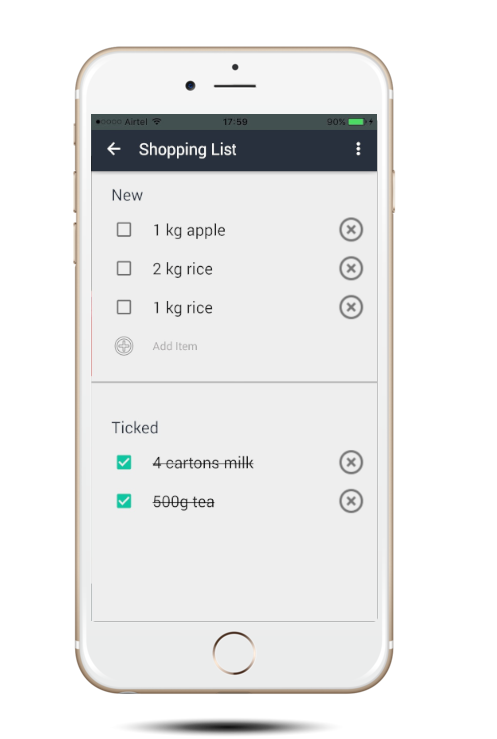 Airtel 17:59 90%
Shopping List
New
1 kg apple
2 kg rice
1 kg rice
Add Item
Ticked
4 cartons milk
500g tea